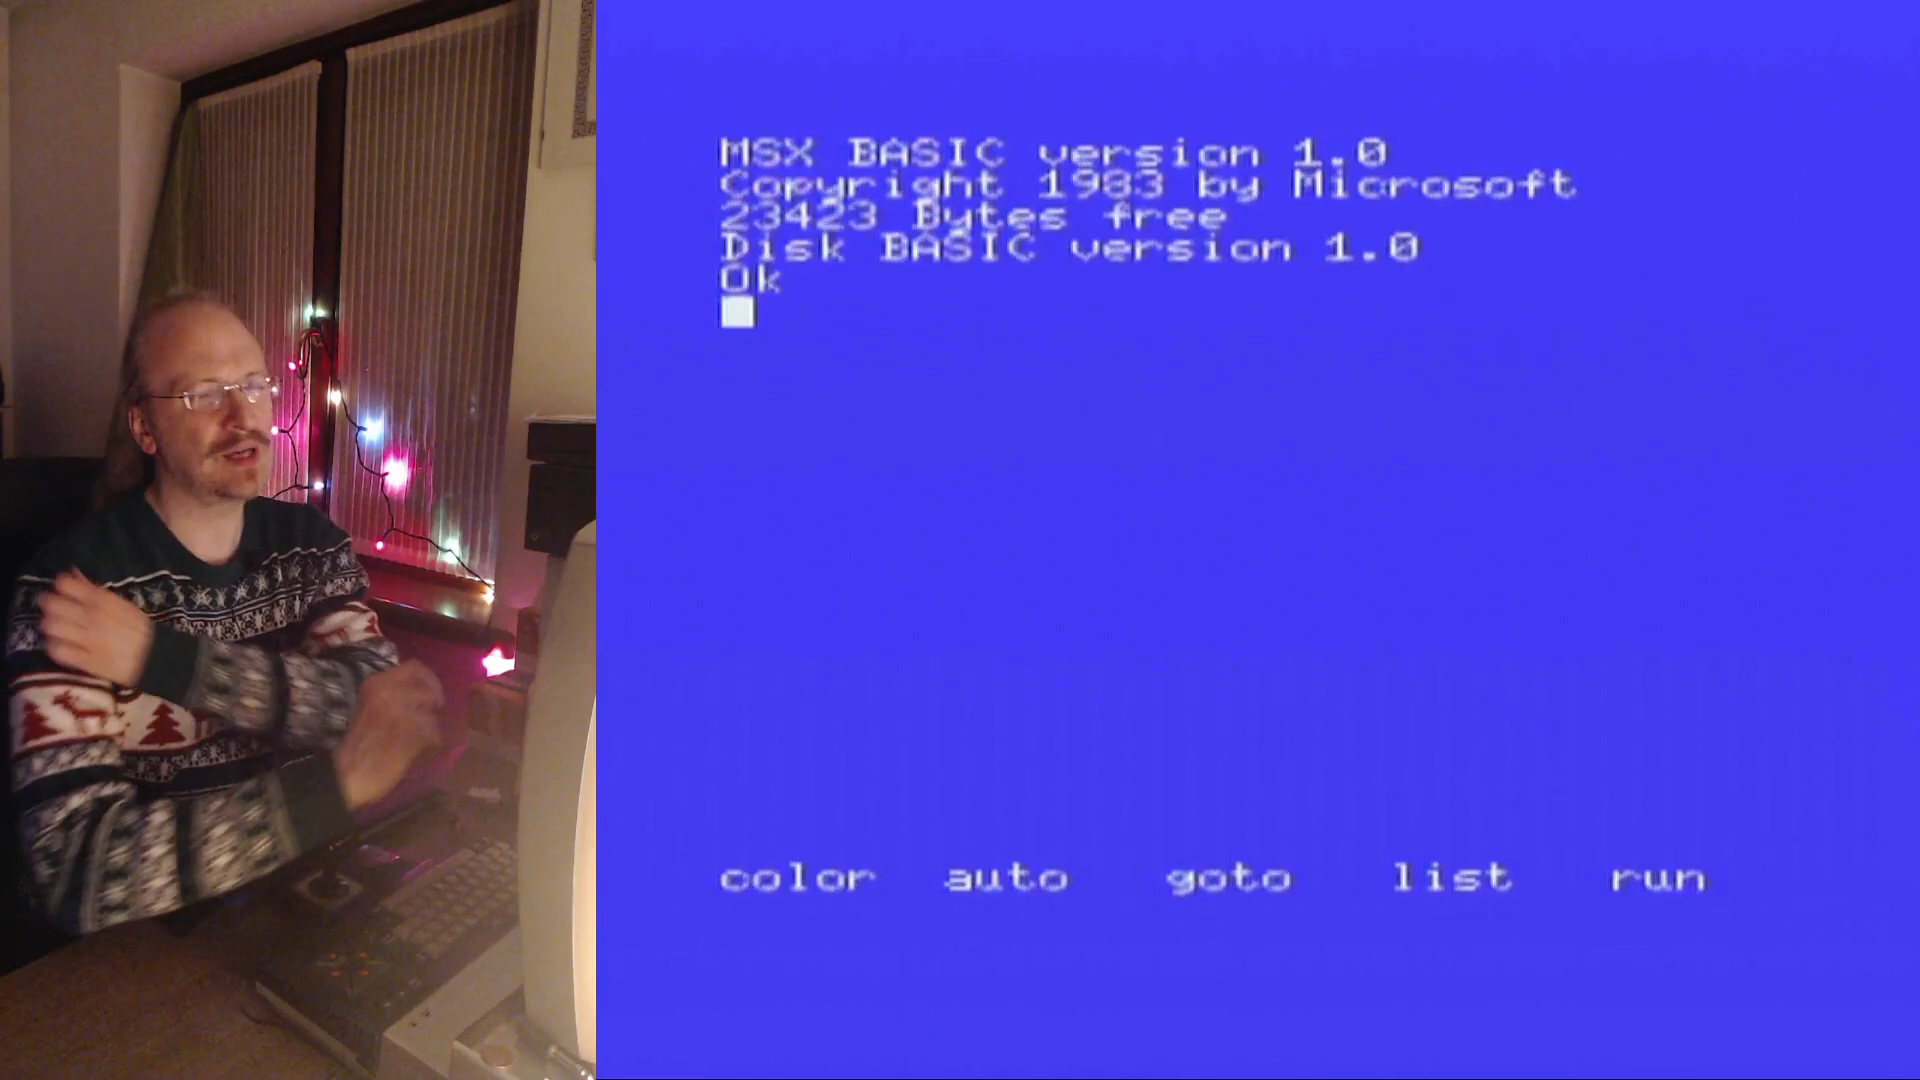 MSX BASIC version 1.0
Copyright 1983 by Microsoft
23423 Bytes free
Disk BASIC version 1.0
Ok
color auto goto list run